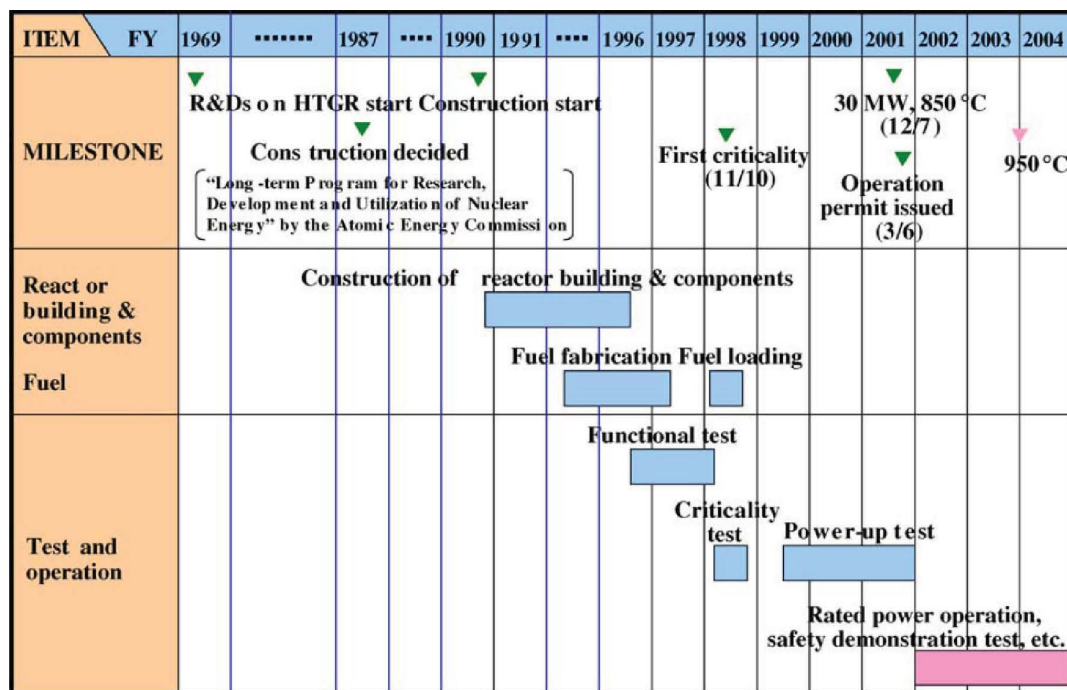 ITEM FY 1969 ....... 1987 .... 1990 1991 .... 1996 1997 1998 1999 2000 2001 2002 2003 2004
MILESTONE
R&Ds on HTGR start Construction start
Cons truction decided
"Long -term Program for Research,
Development and Utilization of Nuclear
Energy" by the Atomic Energy Commission
First criticality
(11/10)
30 MW, 850 °C
(12/7)
Operation
permit issued
(3/6)
950 °C
React or
building &
components
Construction of reactor building & components
Fuel
Fuel fabrication Fuel loading
Test and
operation
Functional test
Criticality
test
Power-up test
Rated power operation,
safety demonstration test, etc.